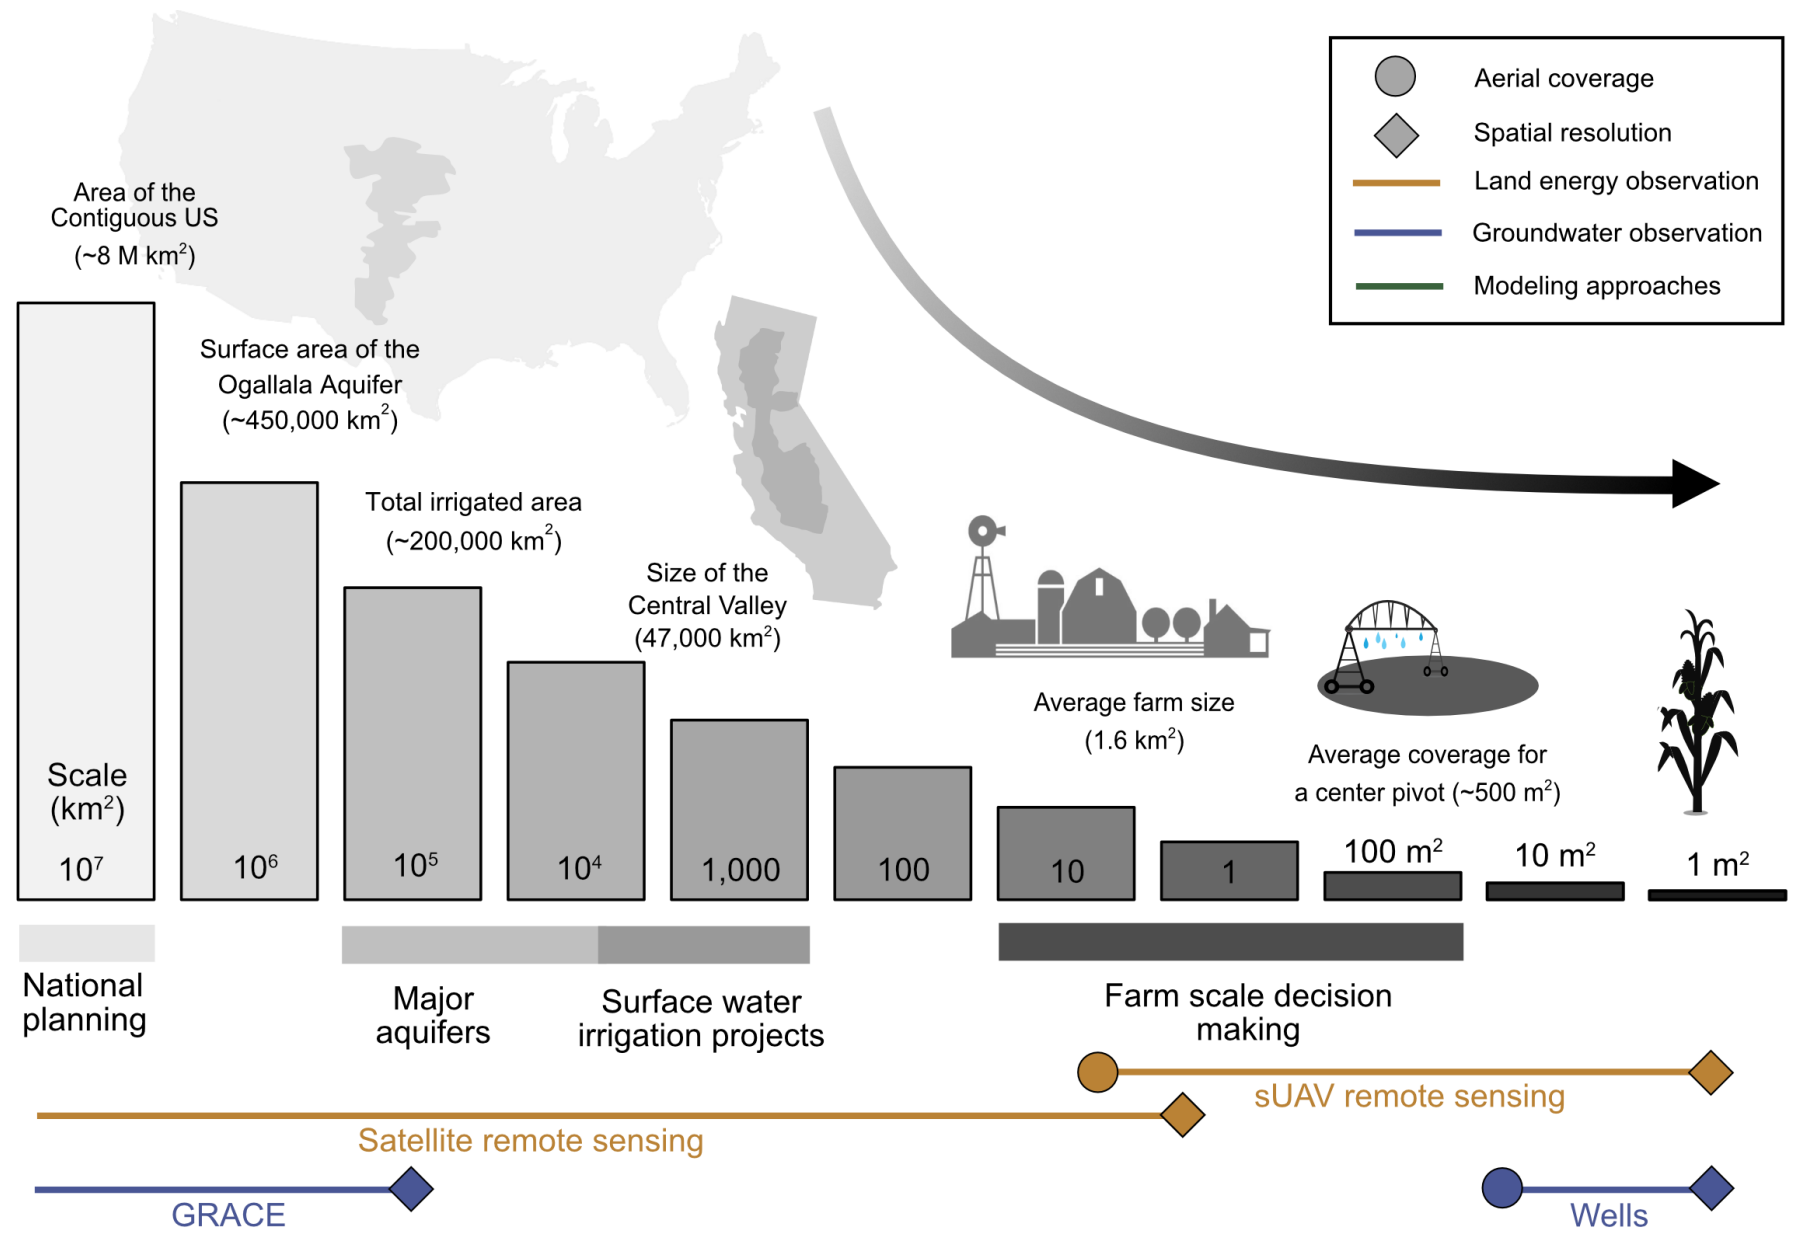 Aerial coverage
Spatial resolution
Land energy observation
Groundwater observation
Modeling approaches
Area of the
Contiguous US
(~8 M km²)
Surface area of the
Ogallala Aquifer
(~450,000 km²)
Total irrigated area
(~200,000 km²)
Size of the
Central Valley
(47,000 km²)
Average farm size
(1.6 km²)
Average coverage for
a center pivot (~500 m²)
Scale
(km²)
10⁷
10⁶
10⁵
10⁴
1,000
100
10
1
100 m²
10 m²
1 m²
National
planning
Major
aquifers
Surface water
irrigation projects
Farm scale decision
making
sUAV remote sensing
Satellite remote sensing
GRACE
Wells